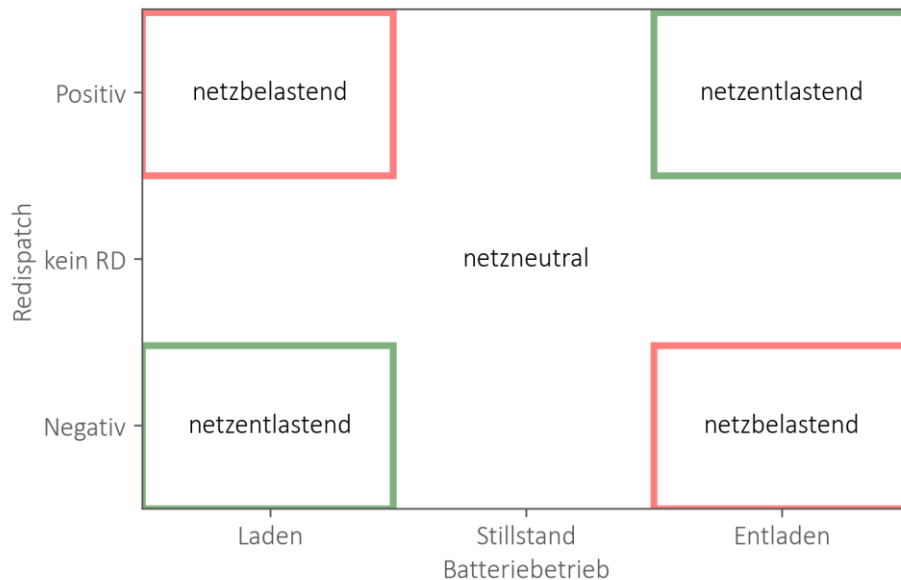 Positiv
netzbelastend
netzentlastend
Redispatch
kein RD
netzneutral
Negativ
netzentlastend
netzbelastend
Laden
Stillstand
Entladen
Batteriebetrieb